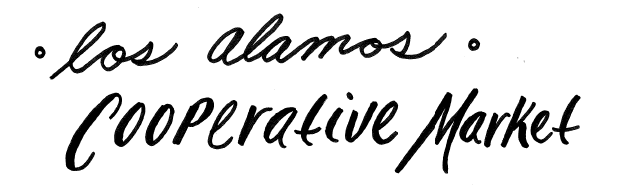 · los alamos ·
Cooperative Market